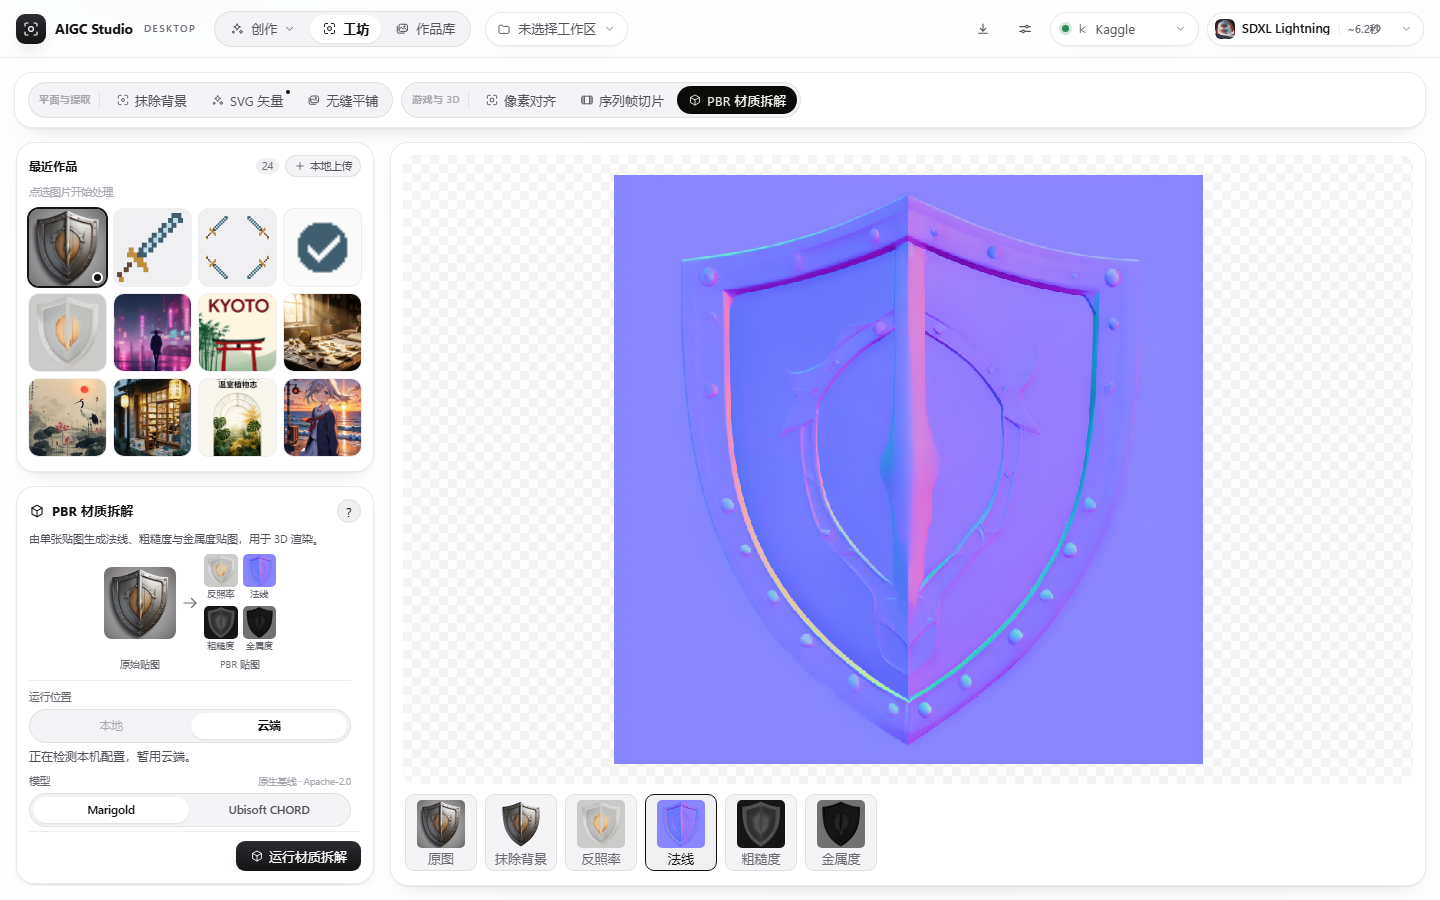 AIGC Studio DESKTOP 创作 工坊 作品库 未选择工作区 k Kaggle SDXL Lightning ~6.2秒
平面与提取 抹除背景 SVG 矢量 无缝平铺 游戏与 3D 像素对齐 序列帧切片 PBR 材质拆解
最近作品 24 + 本地上传
点选图片开始处理
KYOTO
温室植物志
PBR 材质拆解 ?
由单张贴图生成法线、粗糙度与金属度贴图，用于 3D 渲染。
反照率 法线
粗糙度 金属度
原始贴图 PBR 贴图
运行位置
本地 云端
正在检测本机配置，暂用云端。
模型 原生基线 · Apache-2.0
Marigold Ubisoft CHORD
运行材质拆解
原图 抹除背景 反照率 法线 粗糙度 金属度